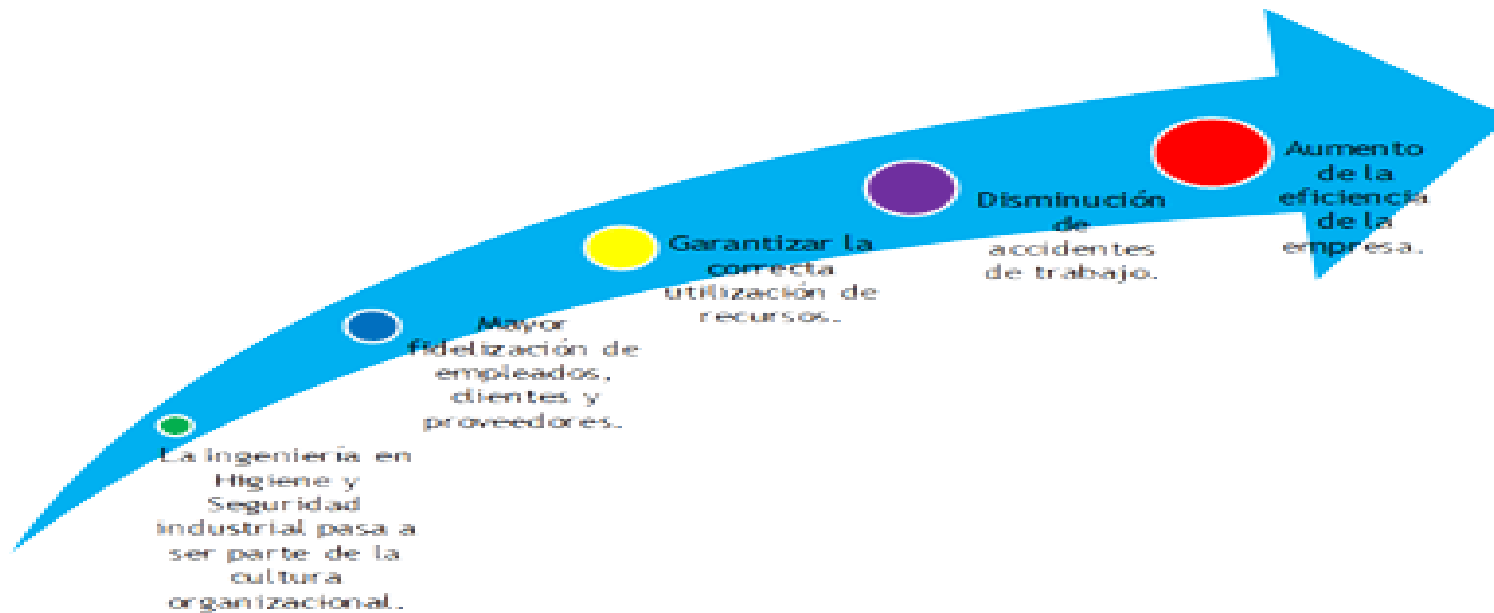 La ingeniería en
Higiene y
Seguridad
industrial pasa a
ser parte de la
cultura
organizacional.
Mayor
fidelización de
empleados,
clientes y
proveedores.
Garantizar la
correcta
utilización de
recursos.
Disminución
de
accidentes
de trabajo.
Aumento
de la
eficiencia
de la
empresa.